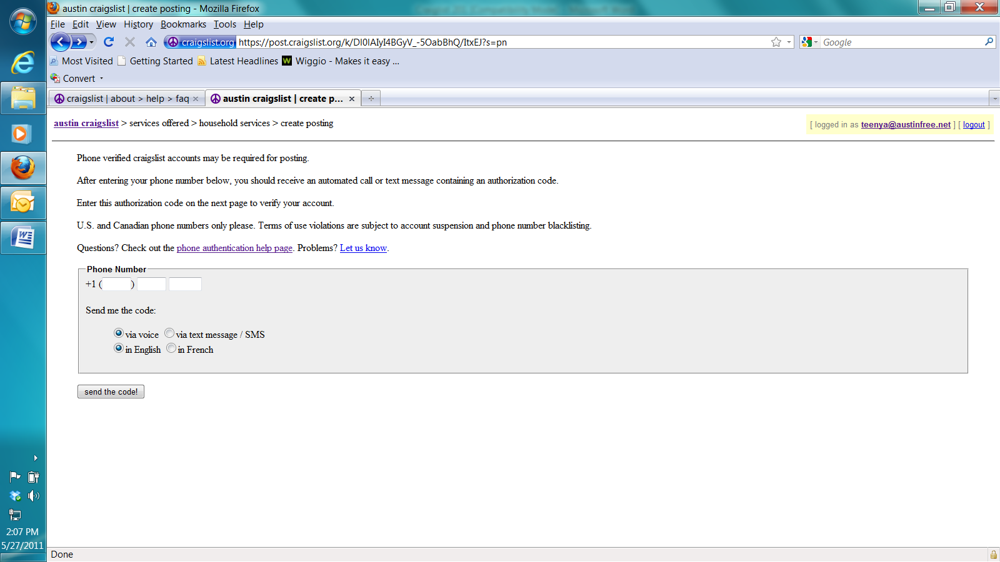 austin craigslist | create posting - Mozilla Firefox
File Edit View History Bookmarks Tools Help
craigslist.org https://post.craigslist.org/k/DI0IAIyI4BGyV_-5OabBhQ/ItxEJ?s=pn Google
Most Visited Getting Started Latest Headlines Wiggio - Makes it easy ...
Convert
craigslist | about > help > faq austin craigslist | create p...
austin craigslist > services offered > household services > create posting [ logged in as teenya@austinfree.net ] [ logout ]
Phone verified craigslist accounts may be required for posting.
After entering your phone number below, you should receive an automated call or text message containing an authorization code.
Enter this authorization code on the next page to verify your account.
U.S. and Canadian phone numbers only please. Terms of use violations are subject to account suspension and phone number blacklisting.
Questions? Check out the phone authentication help page. Problems? Let us know.
Phone Number
+1 ( )
Send me the code:
via voice via text message / SMS
in English in French
send the code!
2:07 PM
5/27/2011
Done